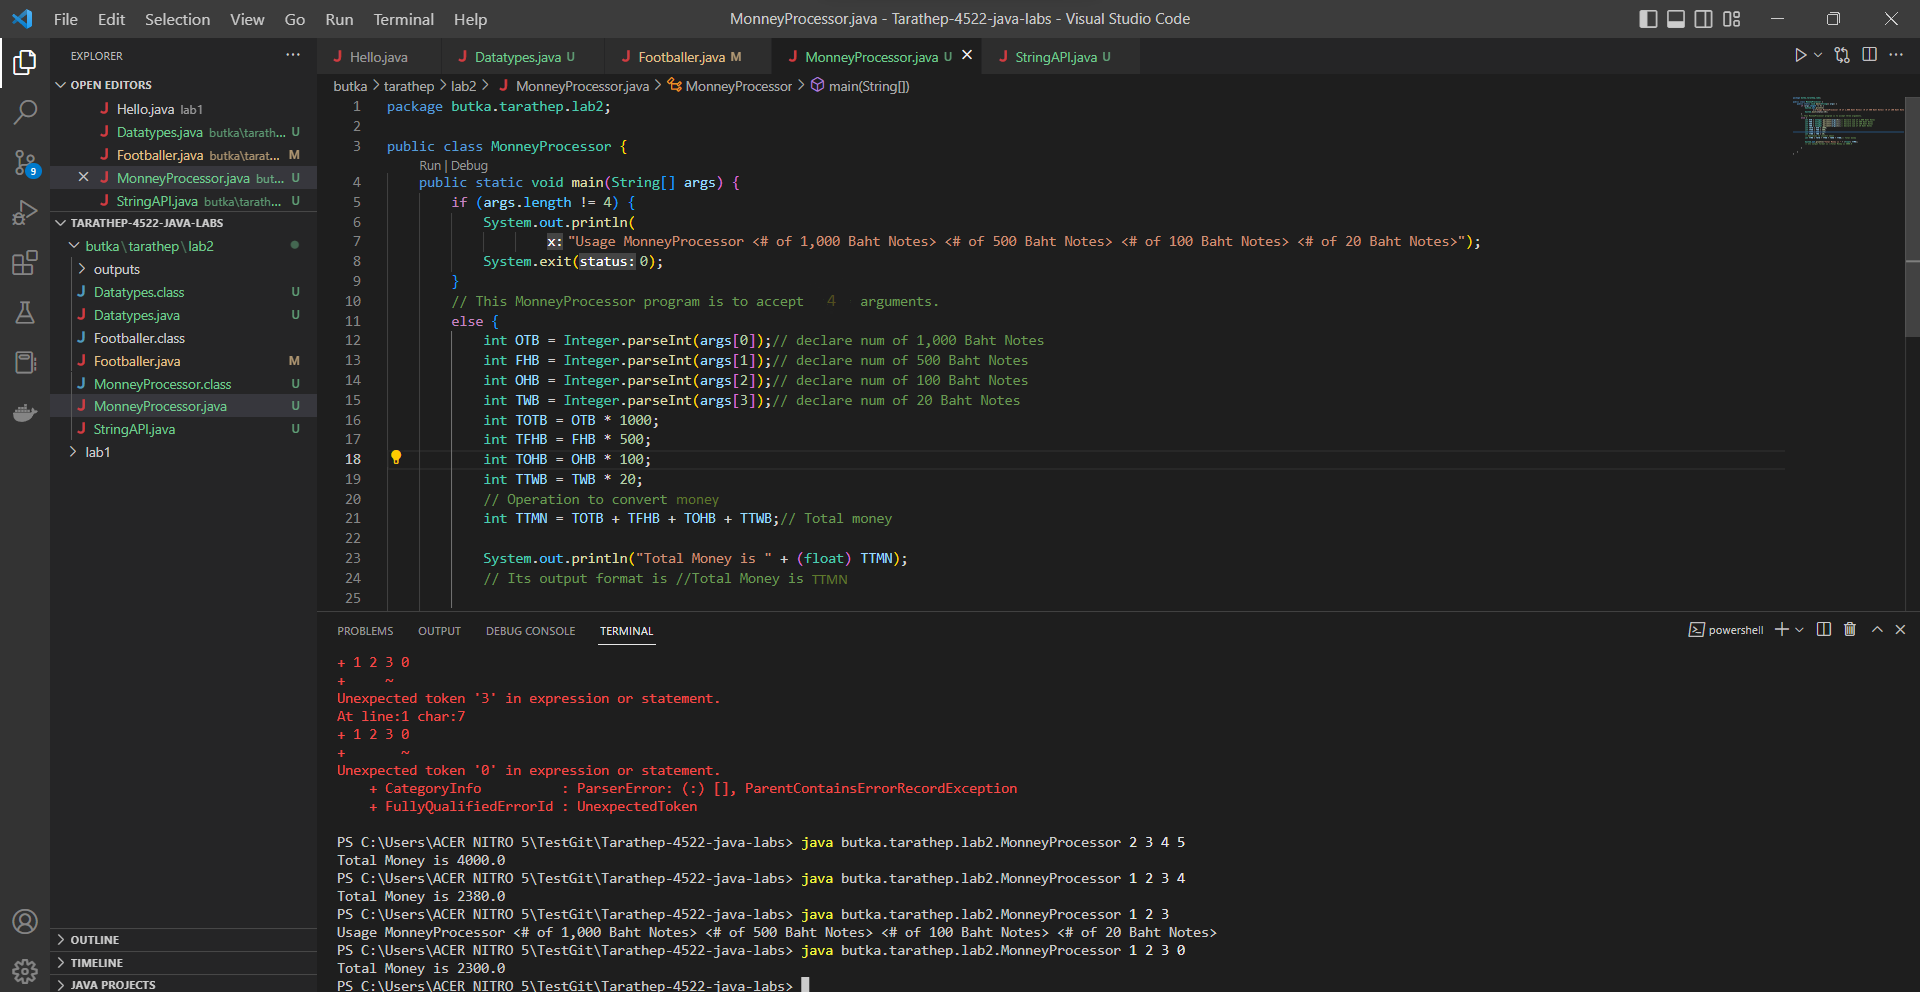 File Edit Selection View Go Run Terminal Help
MonneyProcessor.java - Tarathep-4522-java-labs - Visual Studio Code
EXPLORER
OPEN EDITORS
Hello.java lab1
Datatypes.java butka\tarath... U
Footballer.java butka\tarat... M
MonneyProcessor.java but... U
StringAPI.java butka\tarath... U
TARATHEP-4522-JAVA-LABS
butka\tarathep\lab2
outputs
Datatypes.class U
Datatypes.java U
Footballer.class
Footballer.java M
MonneyProcessor.class U
MonneyProcessor.java U
StringAPI.java U
lab1
OUTLINE
TIMELINE
JAVA PROJECTS
9
Hello.java Datatypes.java U Footballer.java M MonneyProcessor.java U StringAPI.java U
butka > tarathep > lab2 > MonneyProcessor.java > MonneyProcessor > main(String[])
1 package butka.tarathep.lab2;
2
3 public class MonneyProcessor {
Run | Debug
4 public static void main(String[] args) {
5 if (args.length != 4) {
6 System.out.println(
7 x: "Usage MonneyProcessor <# of 1,000 Baht Notes> <# of 500 Baht Notes> <# of 100 Baht Notes> <# of 20 Baht Notes>");
8 System.exit(status: 0);
9 }
10 // This MonneyProcessor program is to accept 4 arguments.
11 else {
12 int OTB = Integer.parseInt(args[0]);// declare num of 1,000 Baht Notes
13 int FHB = Integer.parseInt(args[1]);// declare num of 500 Baht Notes
14 int OHB = Integer.parseInt(args[2]);// declare num of 100 Baht Notes
15 int TWB = Integer.parseInt(args[3]);// declare num of 20 Baht Notes
16 int TOTB = OTB * 1000;
17 int TFHB = FHB * 500;
18 int TOHB = OHB * 100;
19 int TTWB = TWB * 20;
20 // Operation to convert money
21 int TTMN = TOTB + TFHB + TOHB + TTWB;// Total money
22
23 System.out.println("Total Money is " + (float) TTMN);
24 // Its output format is //Total Money is TTMN
25
PROBLEMS OUTPUT DEBUG CONSOLE TERMINAL
powershell
+ 1 2 3 0
+     ~
Unexpected token '3' in expression or statement.
At line:1 char:7
+ 1 2 3 0
+       ~
Unexpected token '0' in expression or statement.
+ CategoryInfo          : ParserError: (:) [], ParentContainsErrorRecordException
+ FullyQualifiedErrorId : UnexpectedToken
PS C:\Users\ACER NITRO 5\TestGit\Tarathep-4522-java-labs> java butka.tarathep.lab2.MonneyProcessor 2 3 4 5
Total Money is 4000.0
PS C:\Users\ACER NITRO 5\TestGit\Tarathep-4522-java-labs> java butka.tarathep.lab2.MonneyProcessor 1 2 3 4
Total Money is 2380.0
PS C:\Users\ACER NITRO 5\TestGit\Tarathep-4522-java-labs> java butka.tarathep.lab2.MonneyProcessor 1 2 3
Usage MonneyProcessor <# of 1,000 Baht Notes> <# of 500 Baht Notes> <# of 100 Baht Notes> <# of 20 Baht Notes>
PS C:\Users\ACER NITRO 5\TestGit\Tarathep-4522-java-labs> java butka.tarathep.lab2.MonneyProcessor 1 2 3 0
Total Money is 2300.0
PS C:\Users\ACER NITRO 5\TestGit\Tarathep-4522-java-labs>